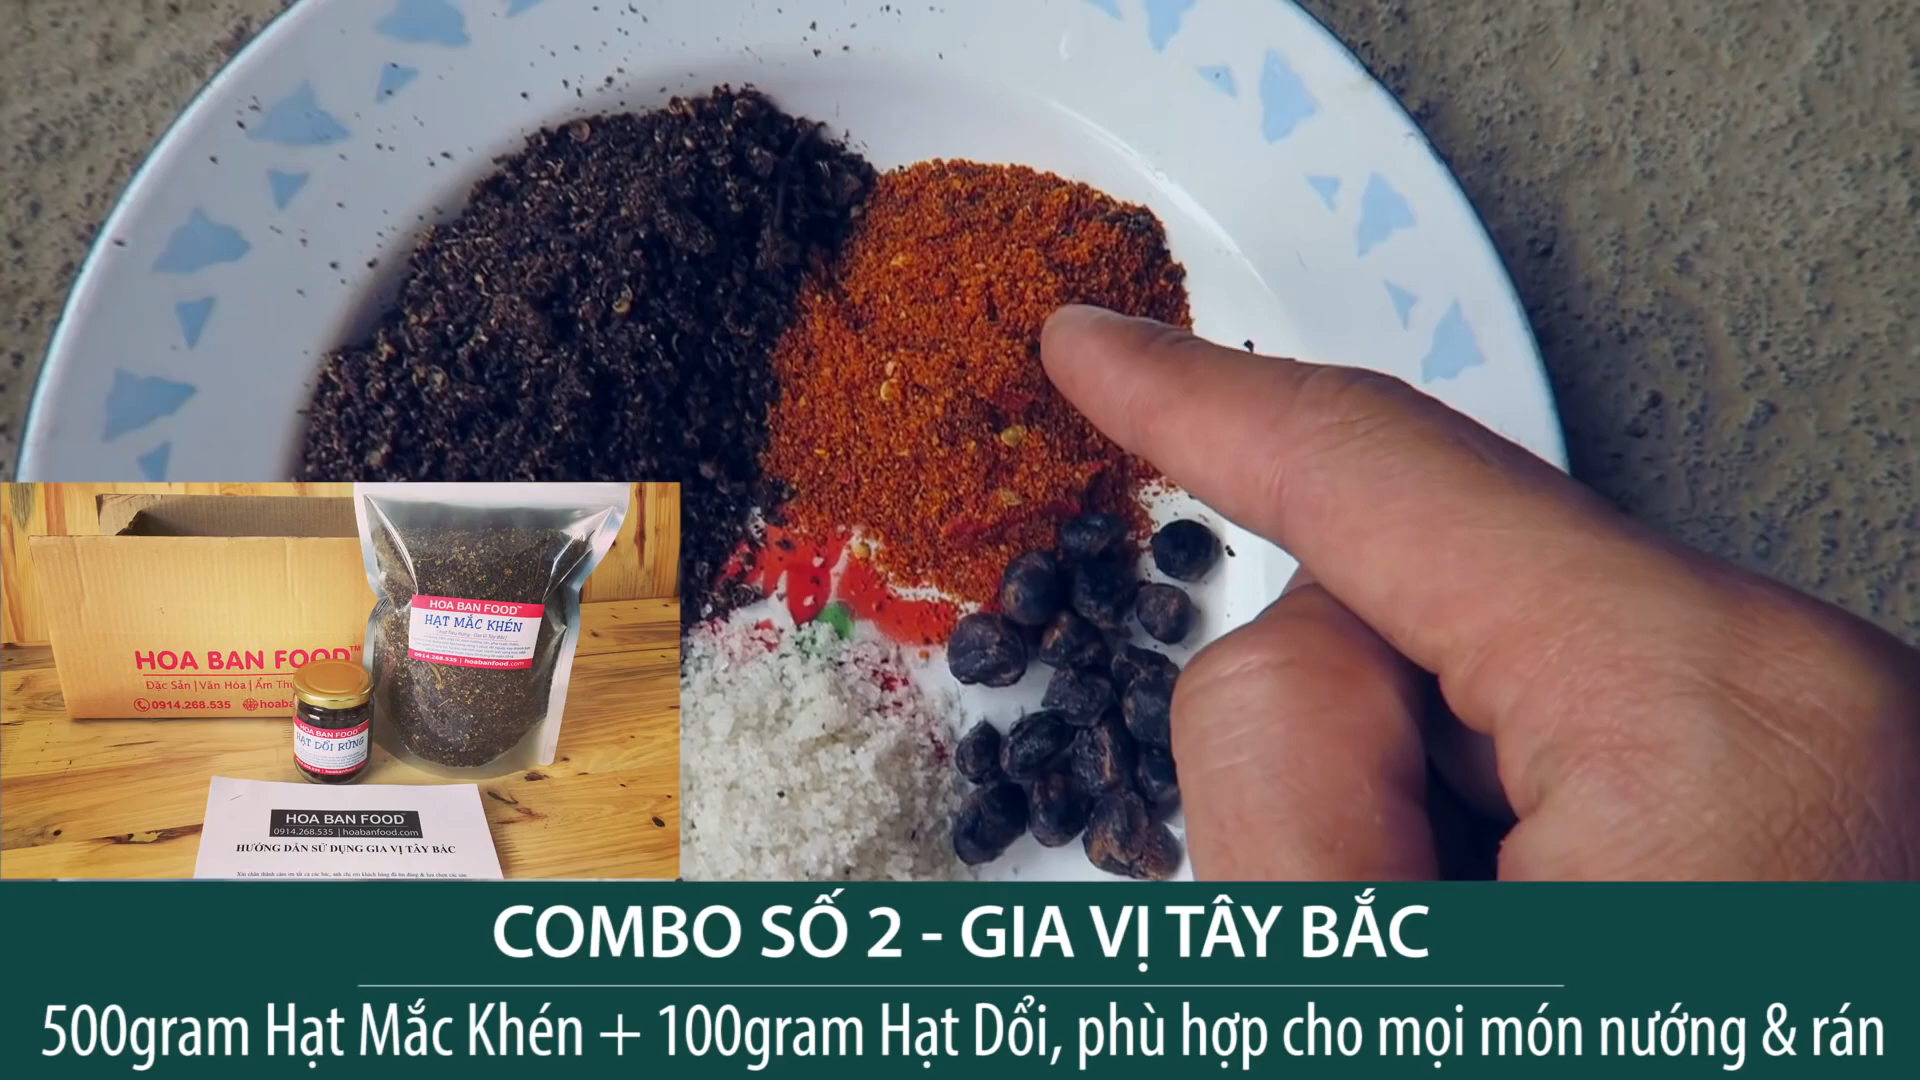 HOA BAN FOOD™
Đặc Sản | Văn Hóa | Ẩm
0914.268.535
HOA BAN FOOD™
HẠT MẮC KHÉN
0914.268.535 | hoabanfood.com
HOA BAN FOOD
HẠT DỔI RỪNG
HOA BAN FOOD
0914.268.535 | hoabanfood.com
HƯỚNG DẪN SỬ DỤNG GIA VỊ TÂY BẮC
COMBO SỐ 2 - GIA VỊ TÂY BẮC
500gram Hạt Mắc Khén + 100gram Hạt Dổi, phù hợp cho mọi món nướng & rán